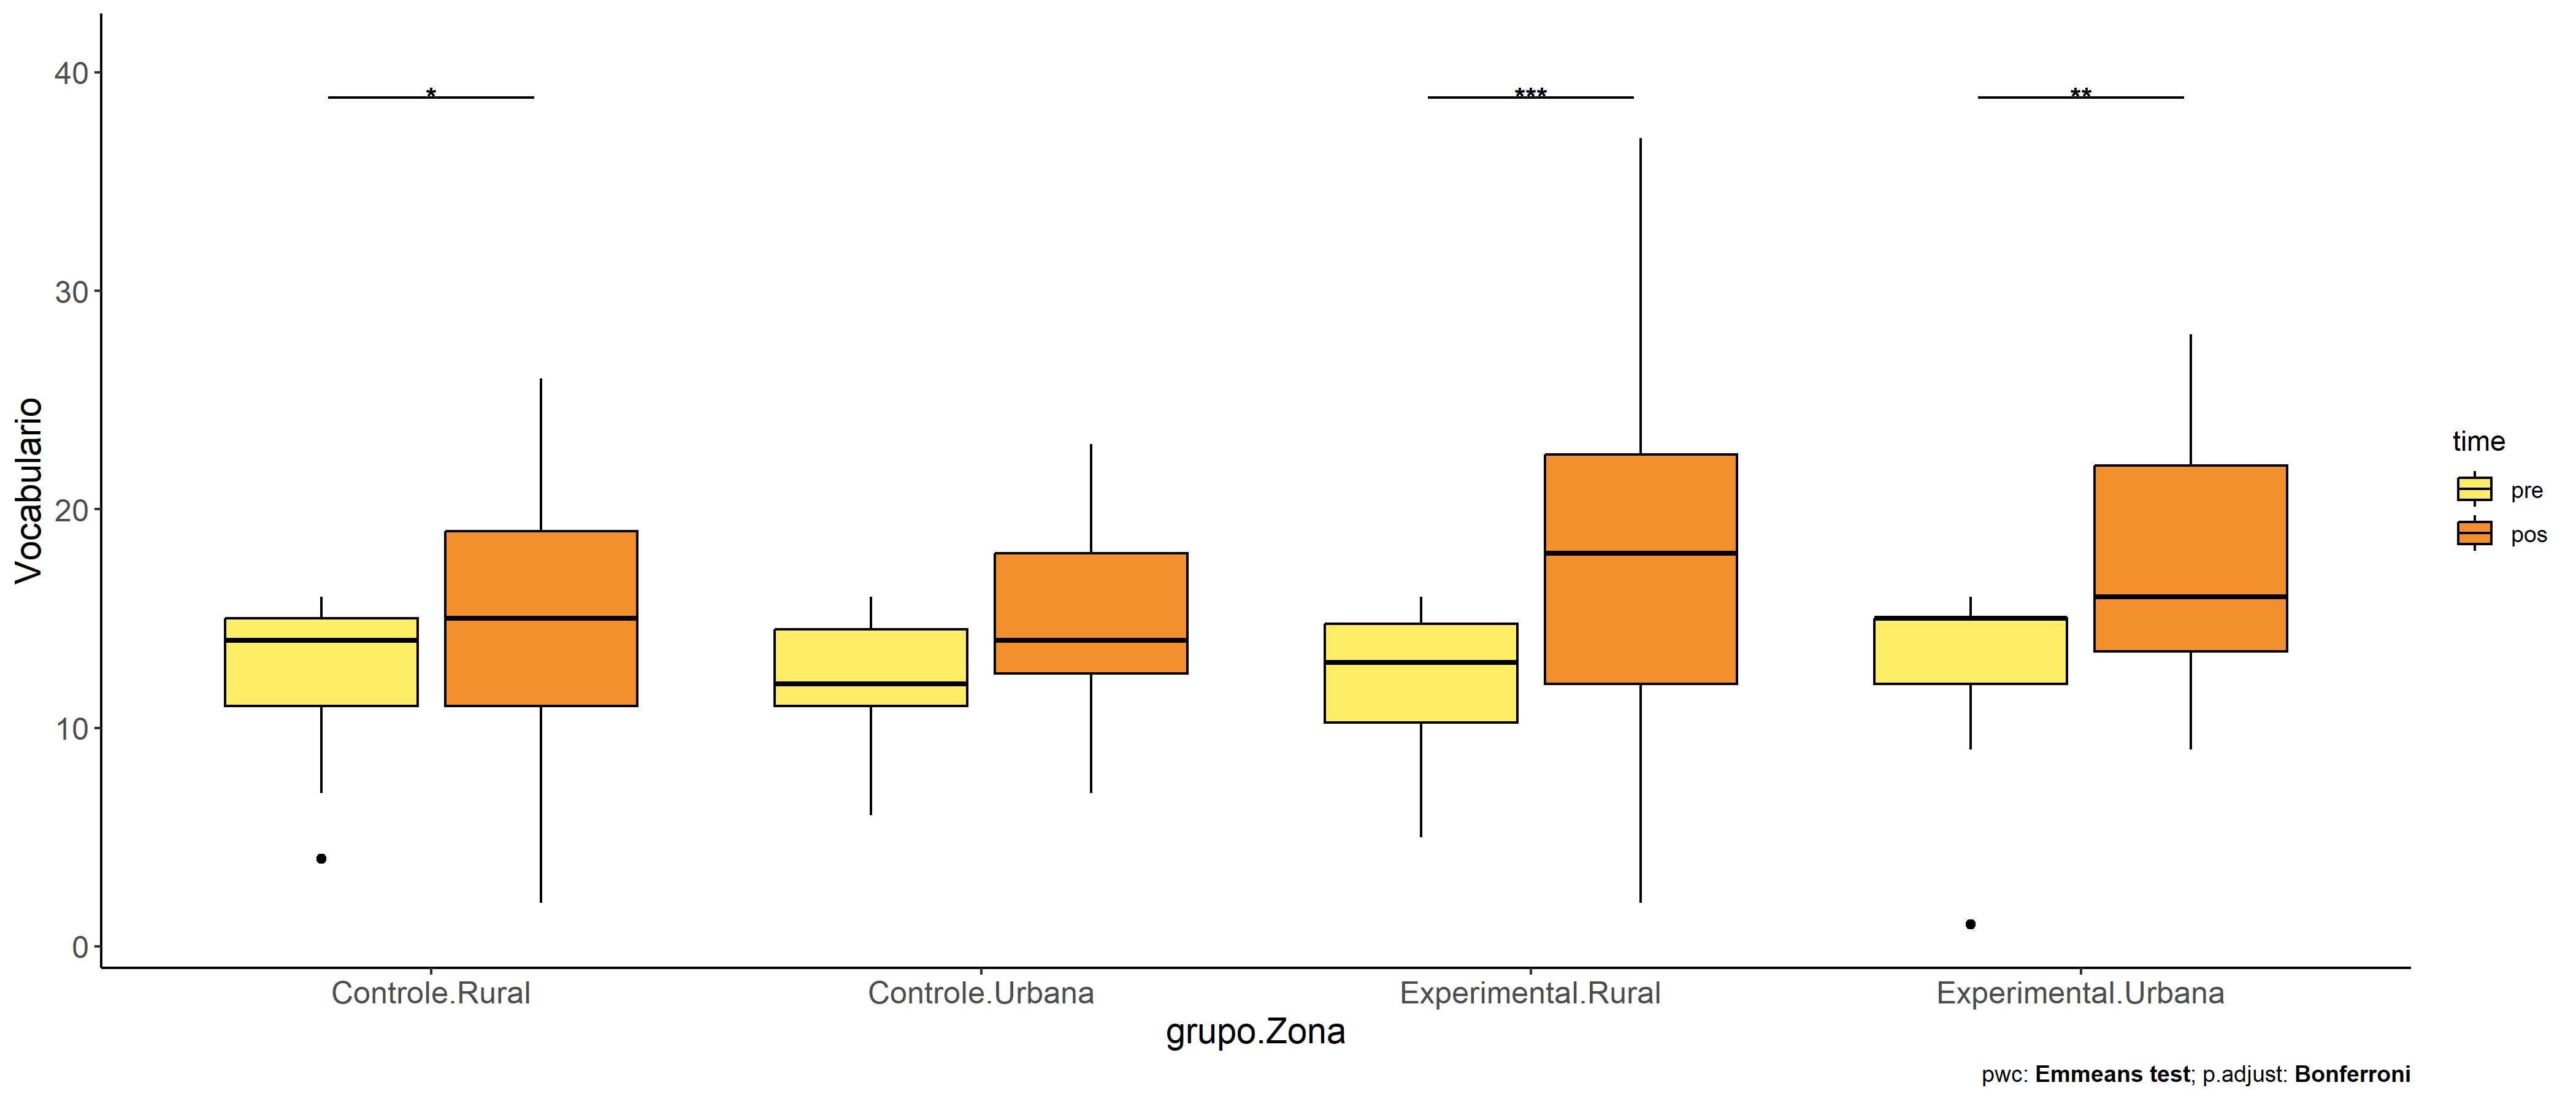 40
30
20
10
0
Vocabulario
*
***
**
Controle.Rural
Controle.Urbana
Experimental.Rural
Experimental.Urbana
grupo.Zona
time
pre
pos
pwc: Emmeans test; p.adjust: Bonferroni